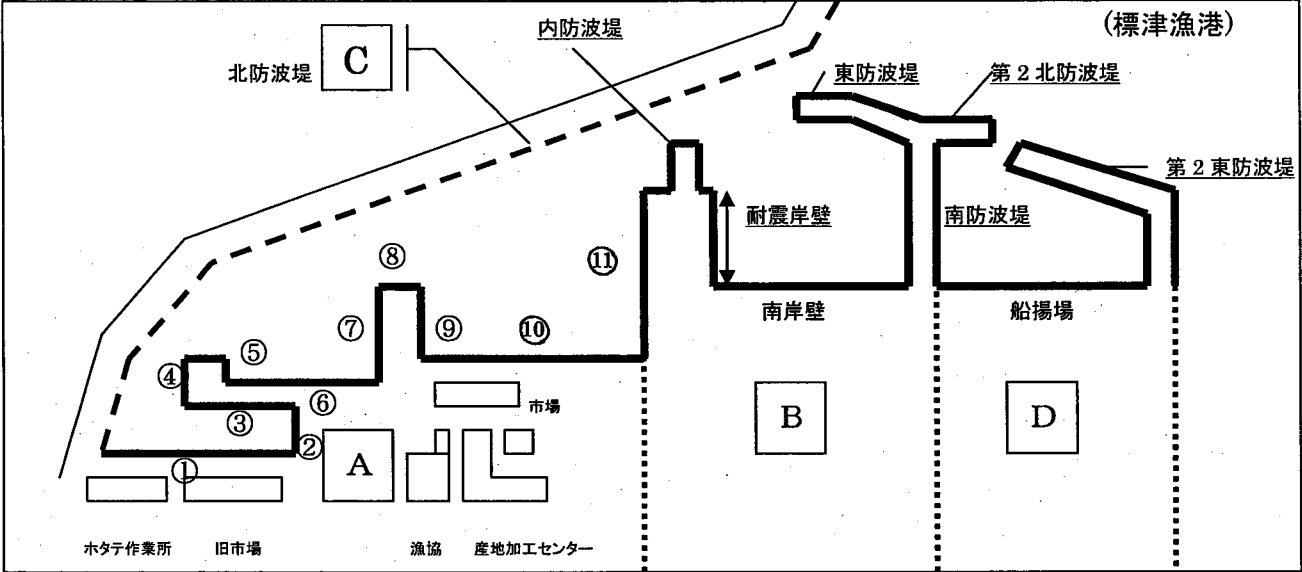 (標津漁港)
内防波堤
北防波堤
C
東防波堤
第2北防波堤
第2東防波堤
耐震岸壁
南防波堤
⑧
⑪
南岸壁
船揚場
⑦
⑨
⑩
⑤
④
⑥
③
②
①
市場
A
B
D
ホタテ作業所
旧市場
漁協
産地加工センター